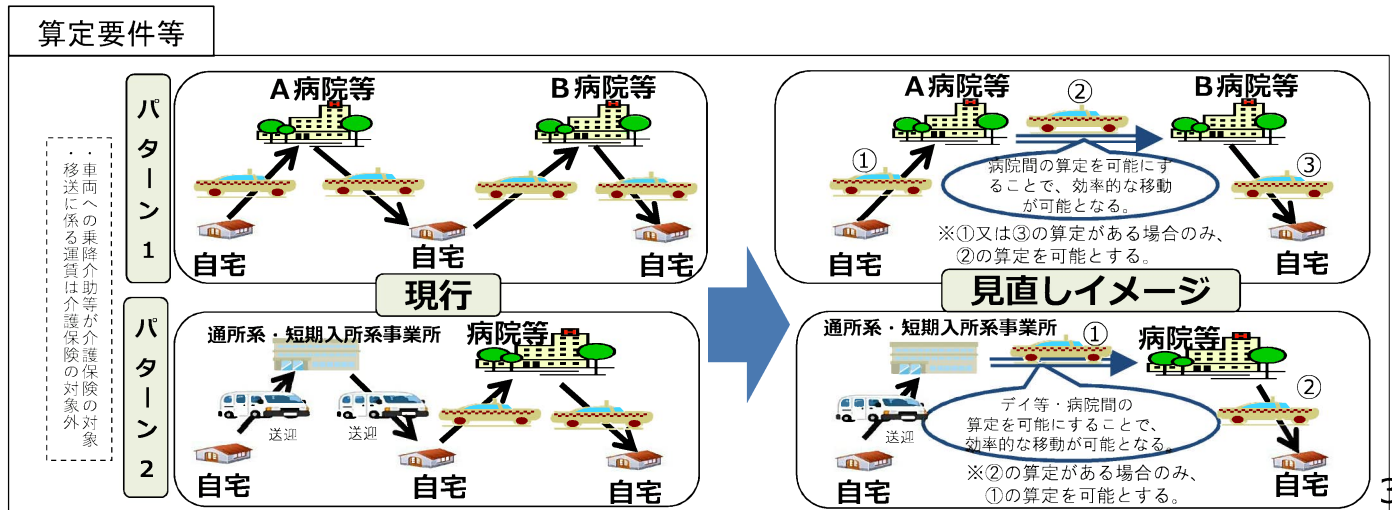 算定要件等
・車両への乗降介助等が介護保険の対象
・移送に係る運賃は介護保険の対象外
パターン1
A病院等
B病院等
自宅
自宅
自宅
現行
A病院等
②
B病院等
①
病院間の算定を可能にす
ることで、効率的な移動
が可能となる。
③
※①又は③の算定がある場合のみ、
②の算定を可能とする。
自宅
自宅
見直しイメージ
パターン2
通所系・短期入所系事業所
病院等
送迎
送迎
自宅
自宅
自宅
通所系・短期入所系事業所
①
病院等
②
送迎
デイ等・病院間の
算定を可能にすることで、
効率的な移動が可能となる。
※②の算定がある場合のみ、
①の算定を可能とする。
自宅
自宅